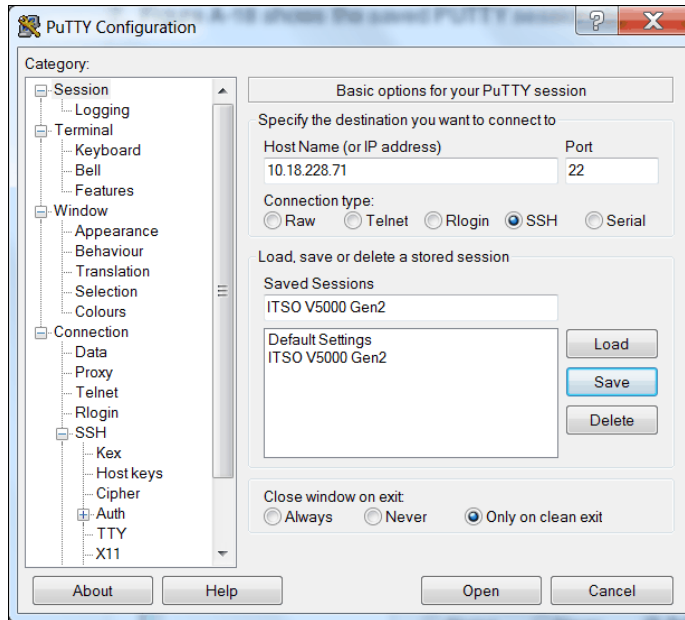 PuTTY Configuration
Category:
Session
Logging
Terminal
Keyboard
Bell
Features
Window
Appearance
Behaviour
Translation
Selection
Colours
Connection
Data
Proxy
Telnet
Rlogin
SSH
Kex
Host keys
Cipher
Auth
TTY
X11
Basic options for your PuTTY session
Specify the destination you want to connect to
Host Name (or IP address) Port
10.18.228.71 22
Connection type:
Raw Telnet Rlogin SSH Serial
Load, save or delete a stored session
Saved Sessions
ITSO V5000 Gen2
Default Settings
ITSO V5000 Gen2
Load
Save
Delete
Close window on exit:
Always Never Only on clean exit
About Help Open Cancel